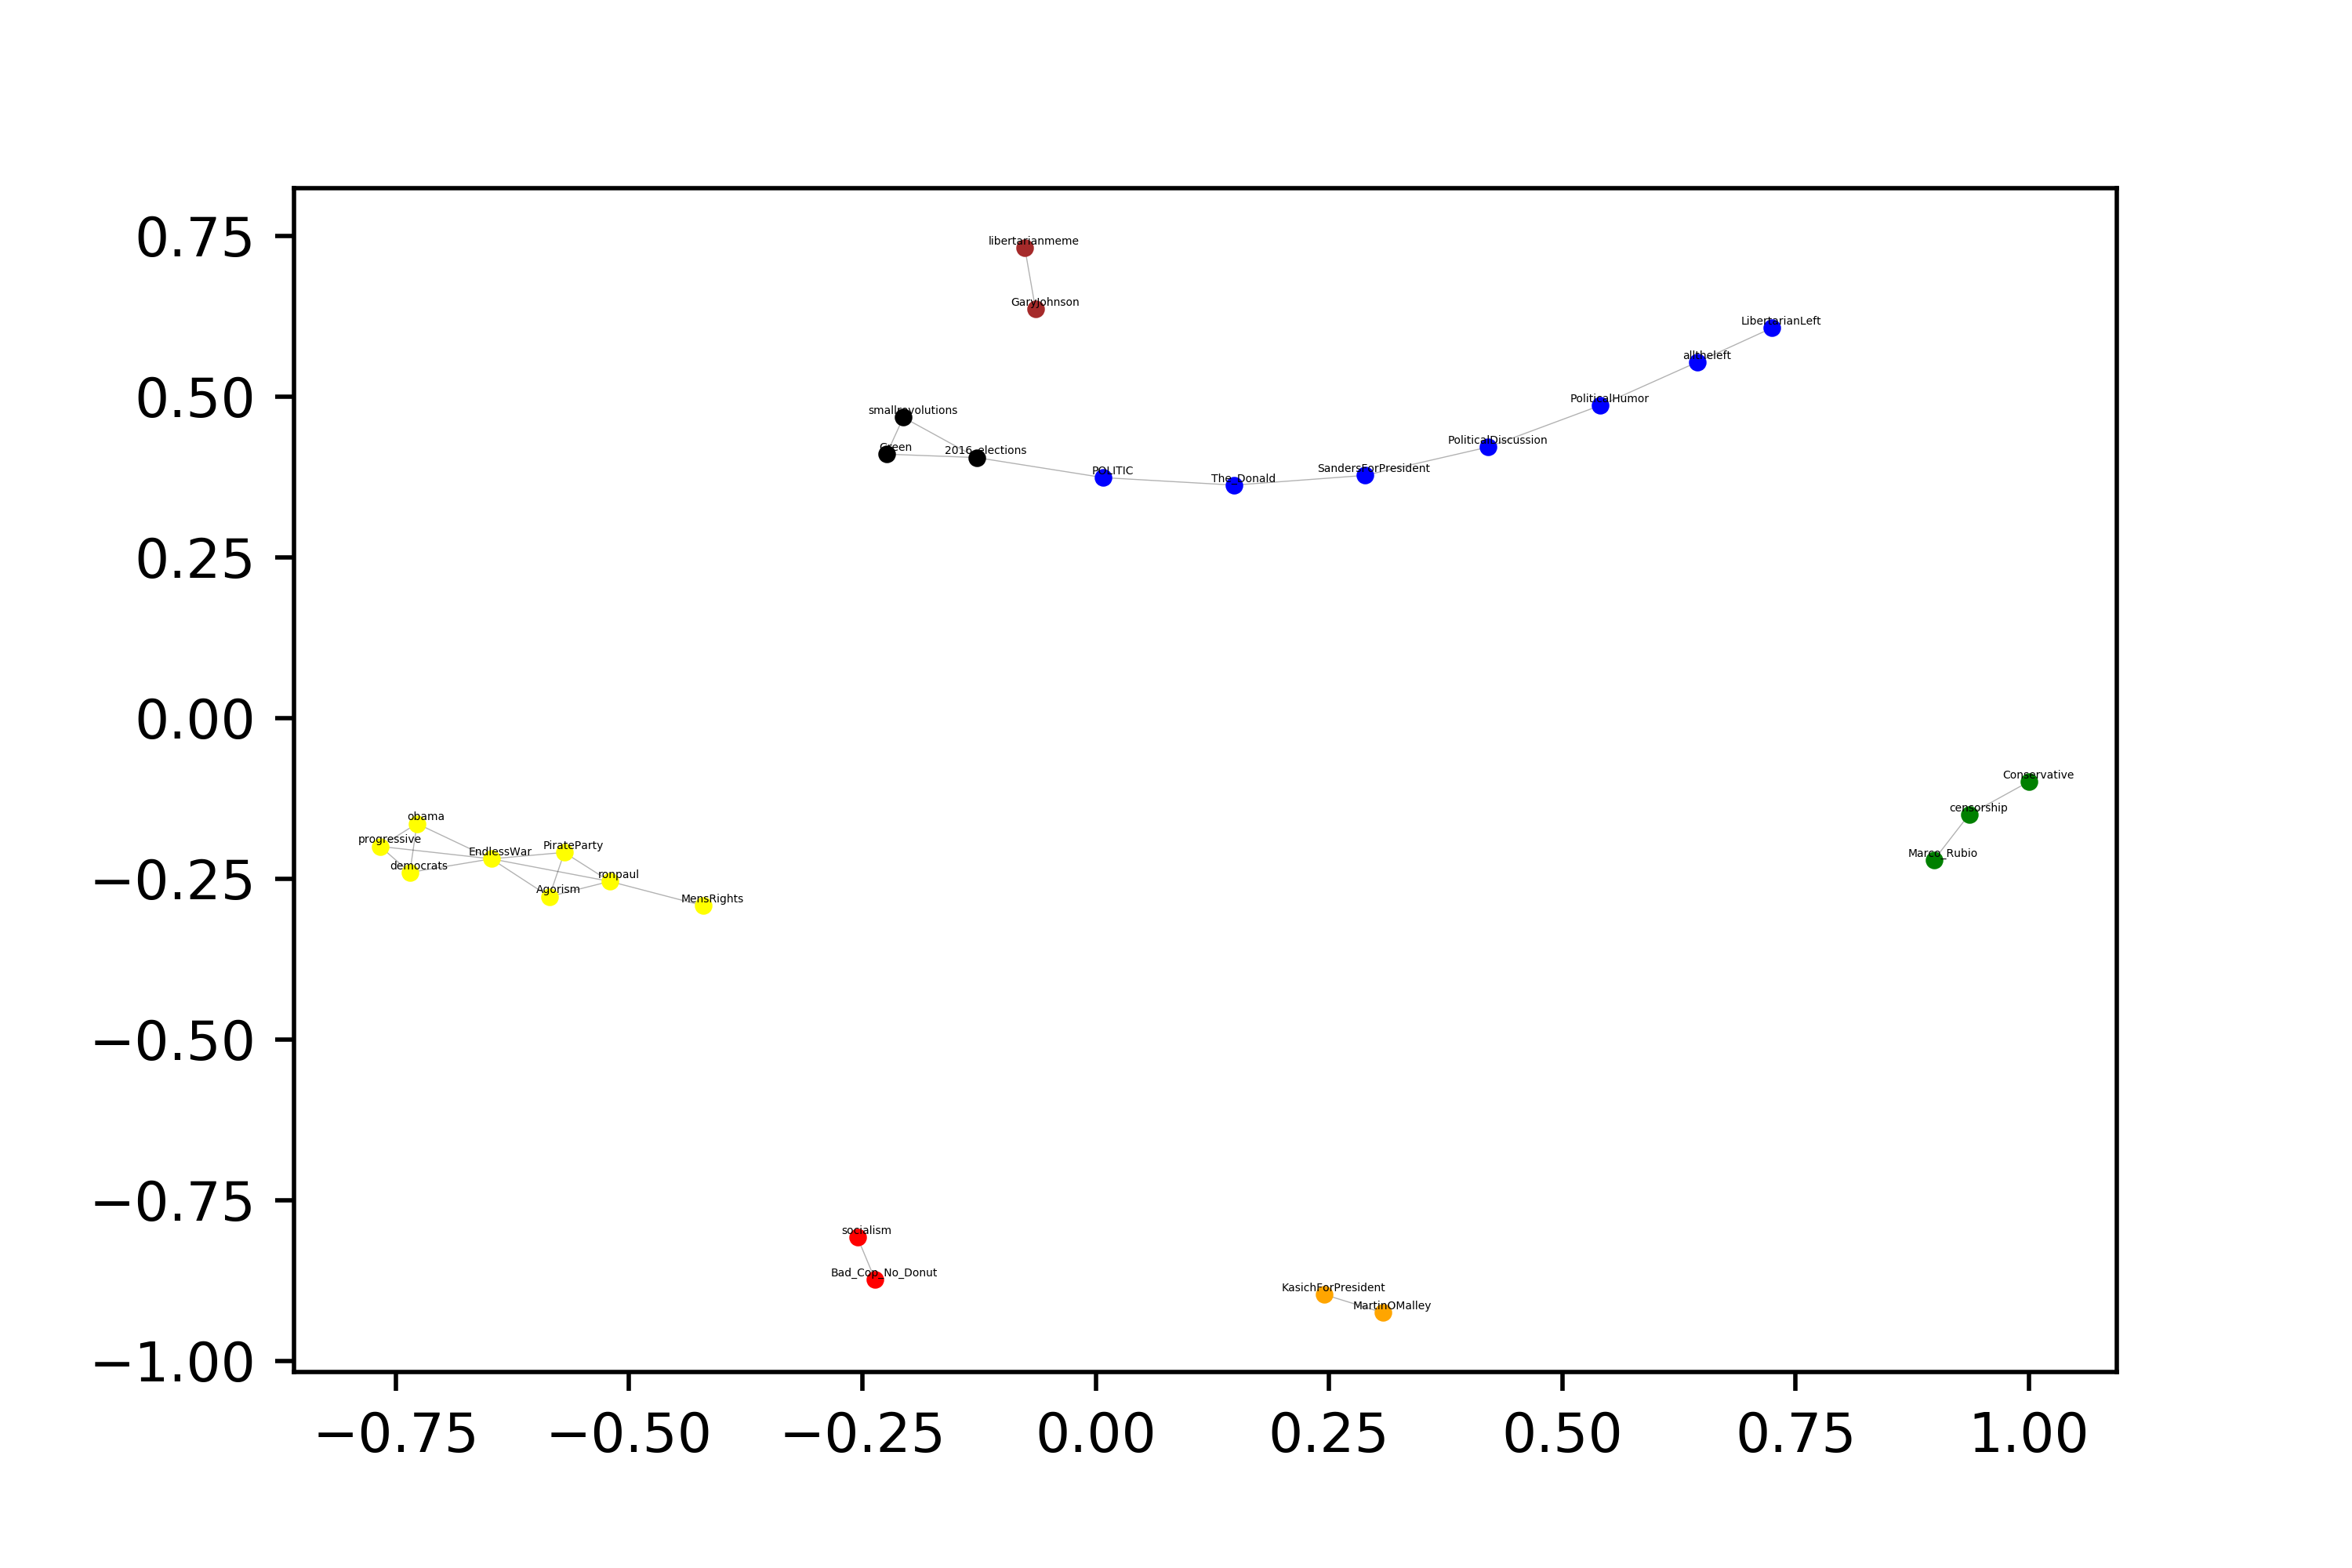 0.75
0.50
0.25
0.00
−0.25
−0.50
−0.75
−1.00
libertarianmeme
GaryJohnson
LibertarianLeft
alltheleft
PoliticalHumor
smallrevolutions
Green
2016_elections
PoliticalDiscussion
POLITIC
The_Donald
SandersForPresident
Conservative
censorship
Marco_Rubio
obama
progressive
democrats
EndlessWar
PirateParty
ronpaul
Agorism
MensRights
socialism
Bad_Cop_No_Donut
KasichForPresident
MartinOMalley
−0.75 −0.50 −0.25 0.00 0.25 0.50 0.75 1.00